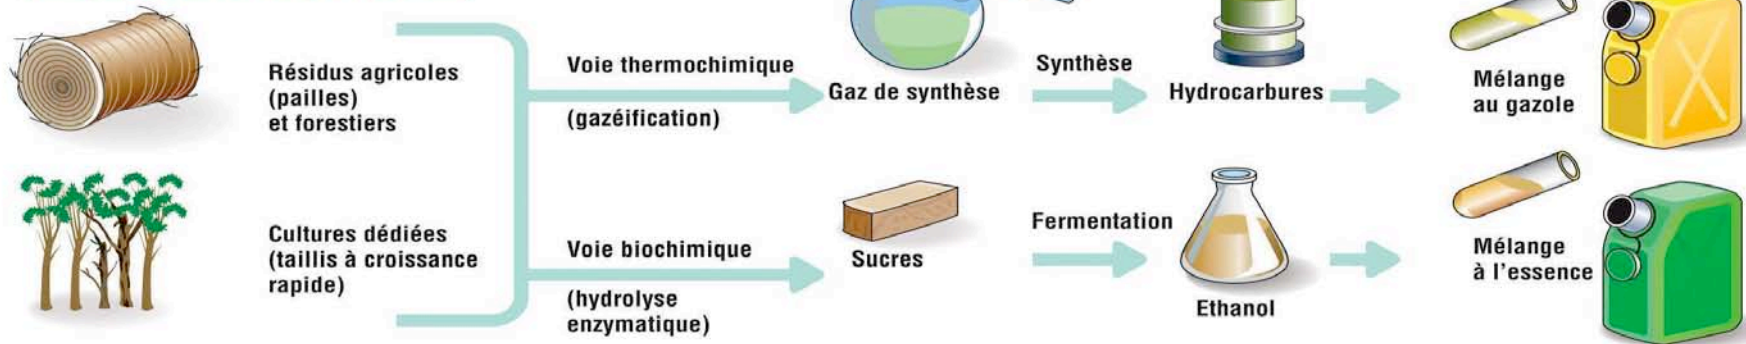 Résidus agricoles
(pailles)
et forestiers
Voie thermochimique
(gazéification)
Gaz de synthèse
Synthèse
Hydrocarbures
Mélange
au gazole
Cultures dédiées
(taillis à croissance
rapide)
Voie biochimique
(hydrolyse
enzymatique)
Sucres
Fermentation
Ethanol
Mélange
à l'essence